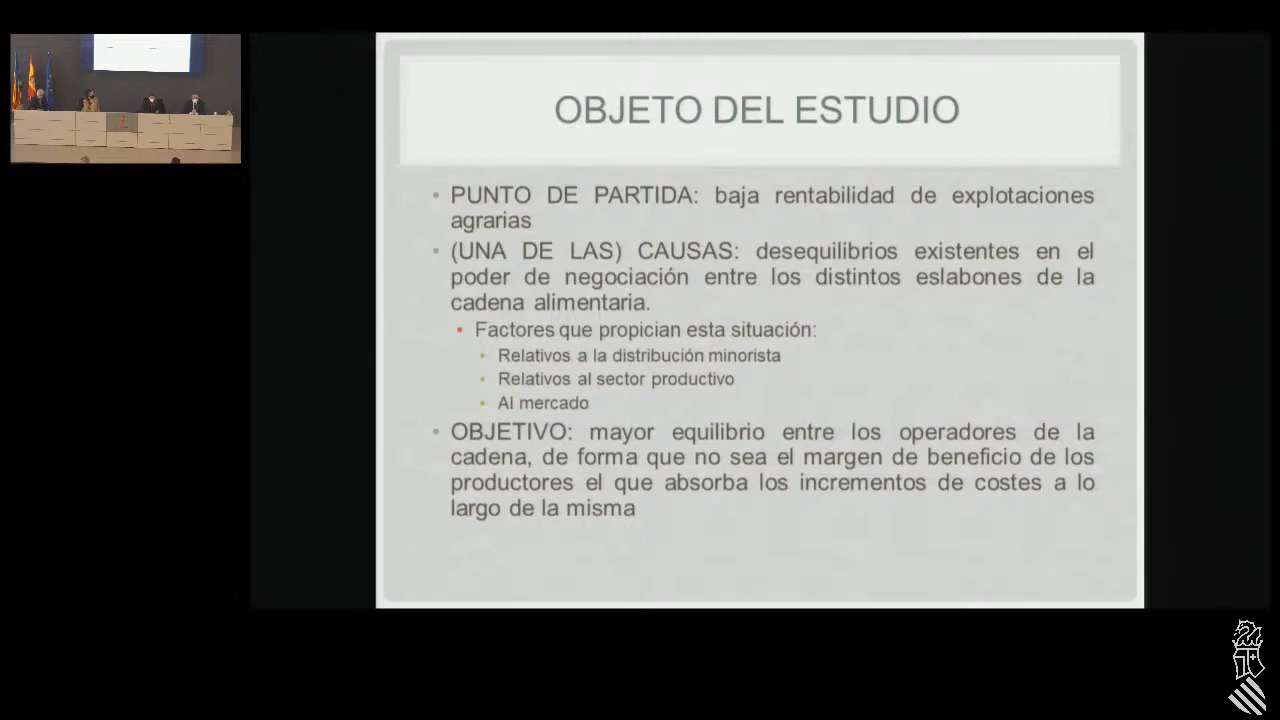 OBJETO DEL ESTUDIO
• PUNTO DE PARTIDA: baja rentabilidad de explotaciones
agrarias
• (UNA DE LAS) CAUSAS: desequilibrios existentes en el
poder de negociación entre los distintos eslabones de la
cadena alimentaria.
• Factores que propician esta situación:
• Relativos a la distribución minorista
• Relativos al sector productivo
• Al mercado
• OBJETIVO: mayor equilibrio entre los operadores de la
cadena, de forma que no sea el margen de beneficio de los
productores el que absorba los incrementos de costes a lo
largo de la misma